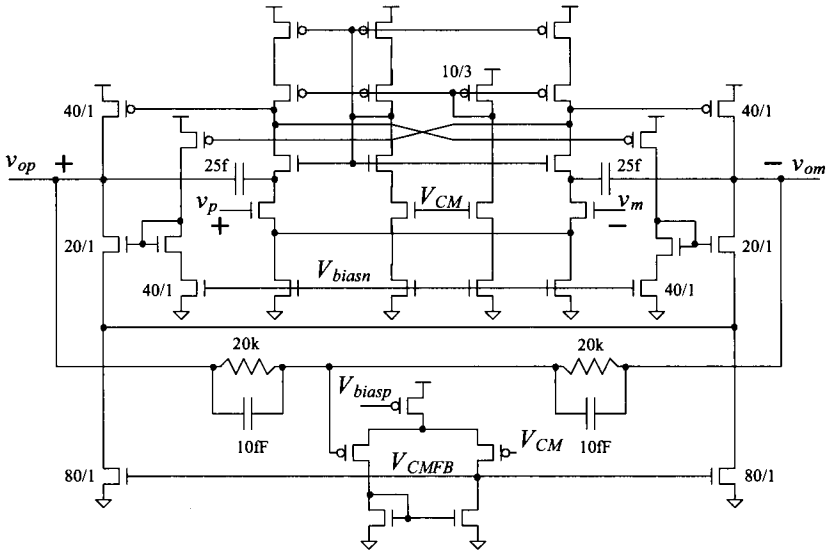 10/3
40/1
40/1
v_op + 25f 25f − v_om
v_p V_CM v_m
+ −
20/1 20/1
V_biasn
40/1 40/1
20k 20k
V_biasp
10fF V_CM 10fF
V_CMFB
80/1 80/1